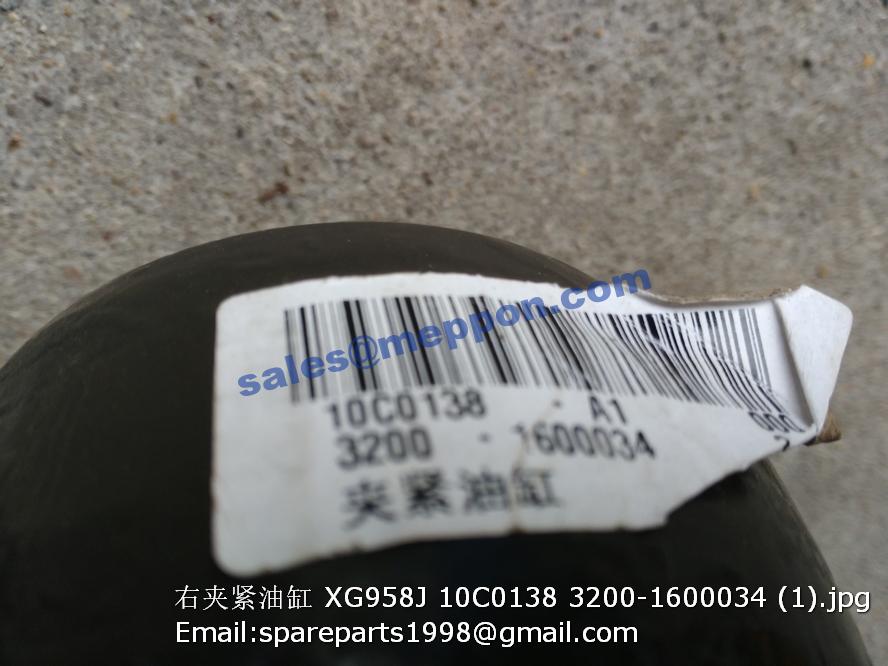 sales@meppon.com
10C0138 - A1
3200 - 1600034
夹紧油缸
右夹紧油缸 XG958J 10C0138 3200-1600034 (1).jpg
Email:spareparts1998@gmail.com